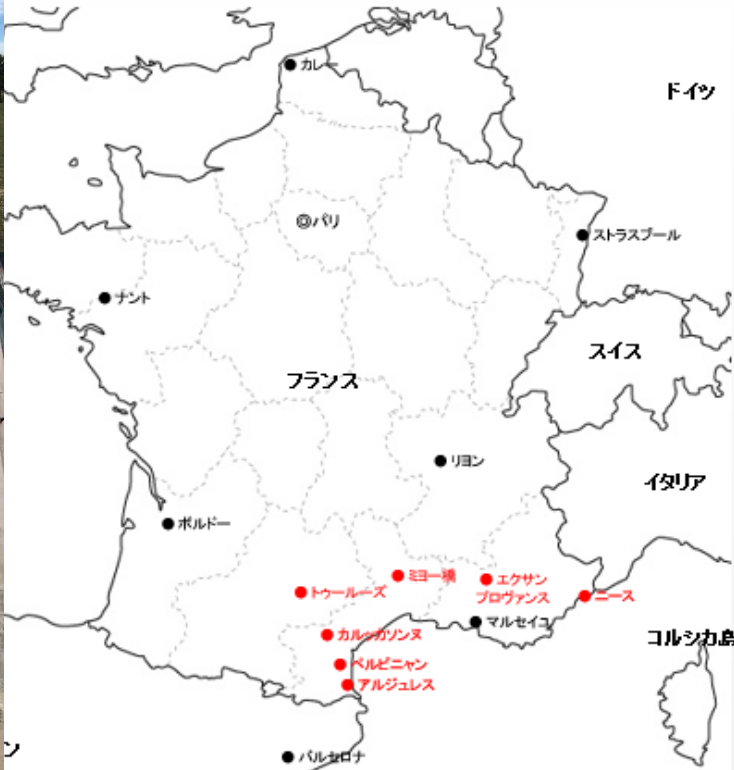 カレー
ドイツ
◎パリ
ストラスブール
ナント
スイス
フランス
リヨン
イタリア
ボルドー
ミヨー橋
エクサン
プロヴァンス
トゥールーズ
ニース
マルセイユ
カルッカソンヌ
コルシカ島
ペルピニャン
アルジュレス
ン
バルセロナ